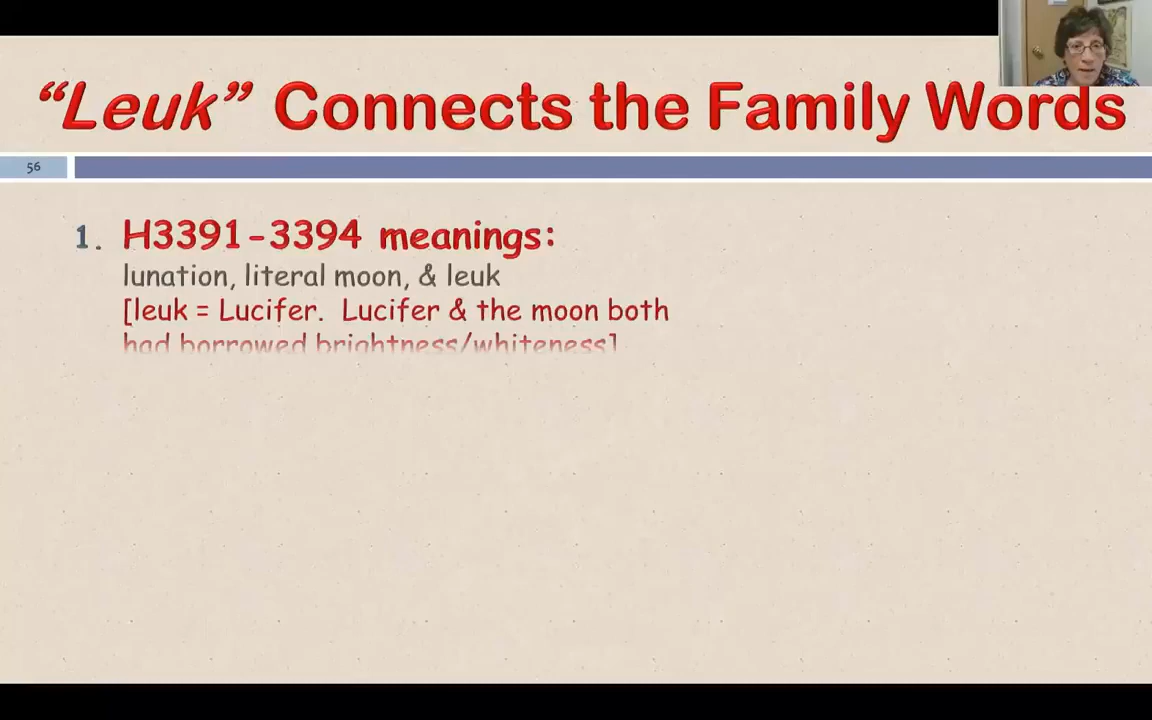 “Leuk” Connects the Family Words
56
1. H3391-3394 meanings:
lunation, literal moon, & leuk
[leuk = Lucifer. Lucifer & the moon both
had borrowed brightness/whiteness]